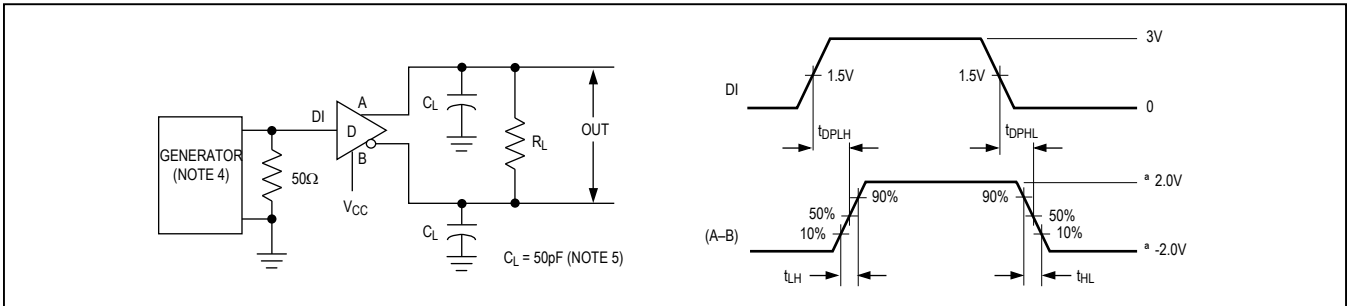 GENERATOR
(NOTE 4)
50Ω
DI
D
A
B
VCC
CL
CL
RL
OUT
CL = 50pF (NOTE 5)
DI
1.5V
1.5V
3V
0
tDPLH
tDPHL
(A–B)
90%
50%
10%
90%
50%
10%
ª 2.0V
ª -2.0V
tLH
tHL